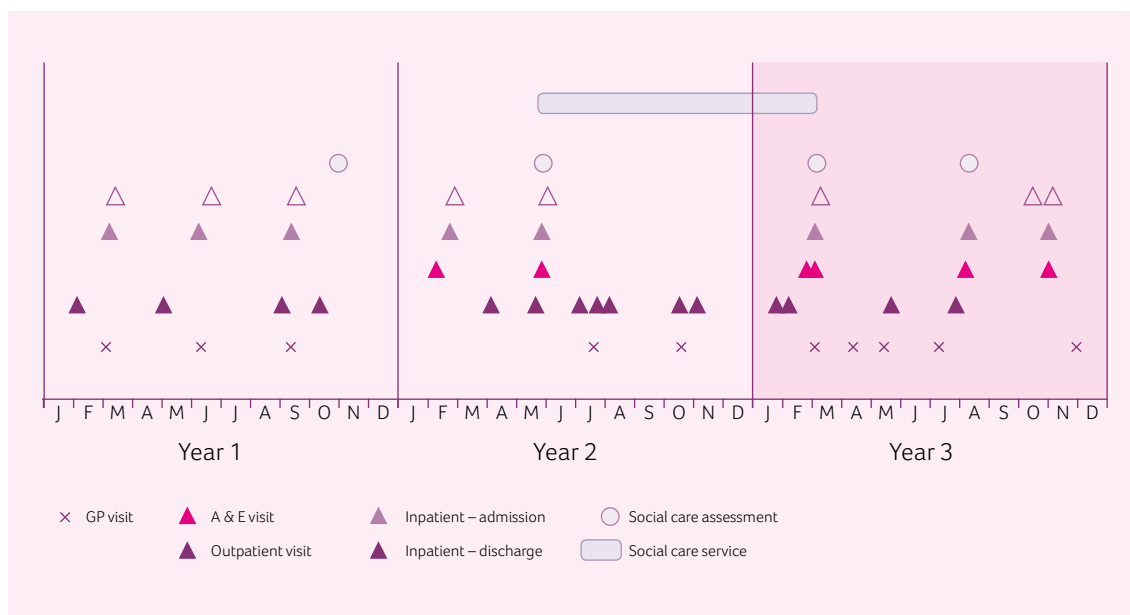 J F M A M J J A S O N D J F M A M J J A S O N D J F M A M J J A S O N D
Year 1 Year 2 Year 3
GP visit A & E visit Inpatient – admission Social care assessment
Outpatient visit Inpatient – discharge Social care service